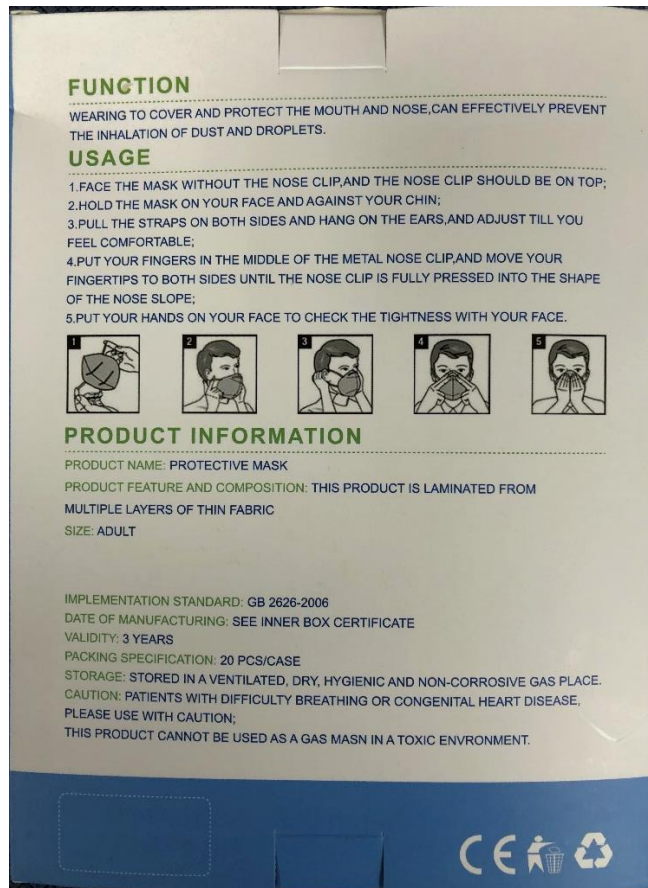 FUNCTION
WEARING TO COVER AND PROTECT THE MOUTH AND NOSE,CAN EFFECTIVELY PREVENT
THE INHALATION OF DUST AND DROPLETS.
USAGE
1.FACE THE MASK WITHOUT THE NOSE CLIP,AND THE NOSE CLIP SHOULD BE ON TOP;
2.HOLD THE MASK ON YOUR FACE AND AGAINST YOUR CHIN;
3.PULL THE STRAPS ON BOTH SIDES AND HANG ON THE EARS,AND ADJUST TILL YOU
FEEL COMFORTABLE;
4.PUT YOUR FINGERS IN THE MIDDLE OF THE METAL NOSE CLIP,AND MOVE YOUR
FINGERTIPS TO BOTH SIDES UNTIL THE NOSE CLIP IS FULLY PRESSED INTO THE SHAPE
OF THE NOSE SLOPE;
5.PUT YOUR HANDS ON YOUR FACE TO CHECK THE TIGHTNESS WITH YOUR FACE.
1 2 3 4 5
PRODUCT INFORMATION
PRODUCT NAME: PROTECTIVE MASK
PRODUCT FEATURE AND COMPOSITION: THIS PRODUCT IS LAMINATED FROM
MULTIPLE LAYERS OF THIN FABRIC
SIZE: ADULT
IMPLEMENTATION STANDARD: GB 2626-2006
DATE OF MANUFACTURING: SEE INNER BOX CERTIFICATE
VALIDITY: 3 YEARS
PACKING SPECIFICATION: 20 PCS/CASE
STORAGE: STORED IN A VENTILATED, DRY, HYGIENIC AND NON-CORROSIVE GAS PLACE.
CAUTION: PATIENTS WITH DIFFICULTY BREATHING OR CONGENITAL HEART DISEASE,
PLEASE USE WITH CAUTION;
THIS PRODUCT CANNOT BE USED AS A GAS MASN IN A TOXIC ENVRONMENT.
CE